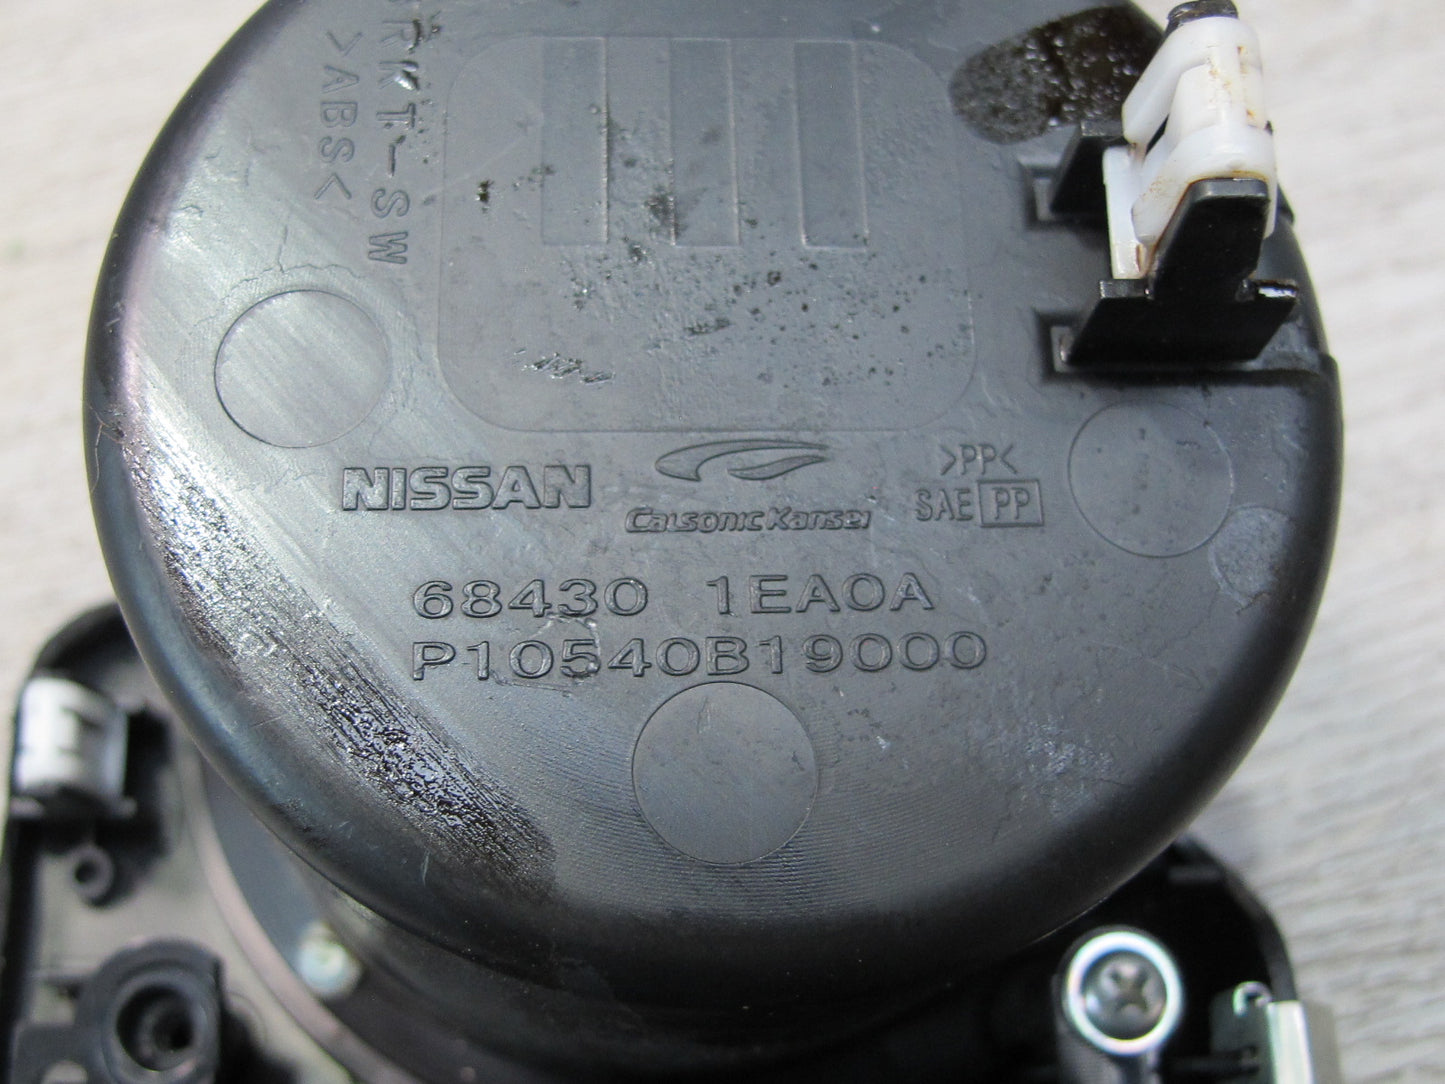 BRKT-SW
>ABS<
NISSAN
CalsonicKansei
>PP<
SAE PP
68430 1EA0A
P10540B19000